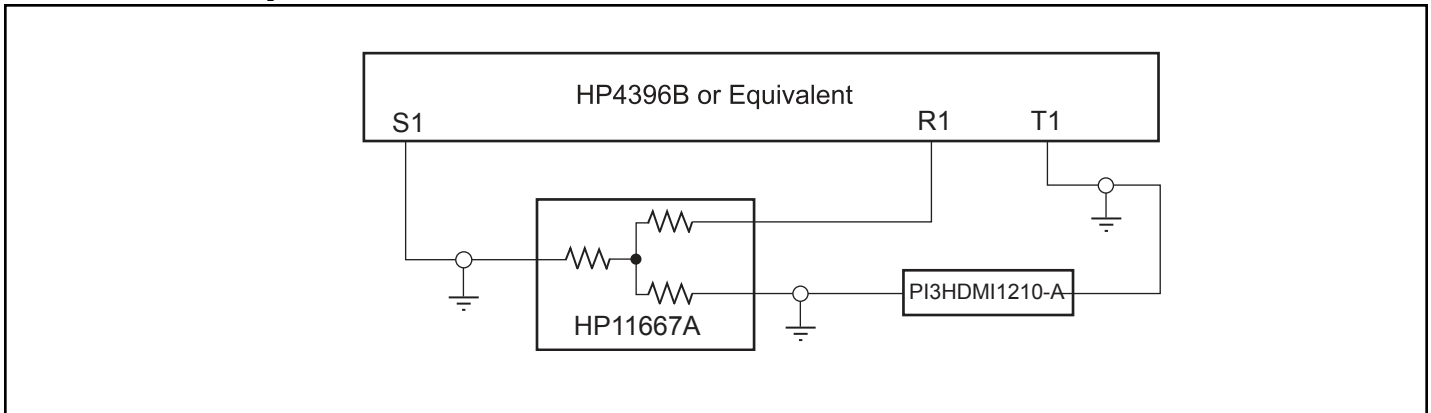 HP4396B or Equivalent
S1
R1
T1
PI3HDMI1210-A
HP11667A